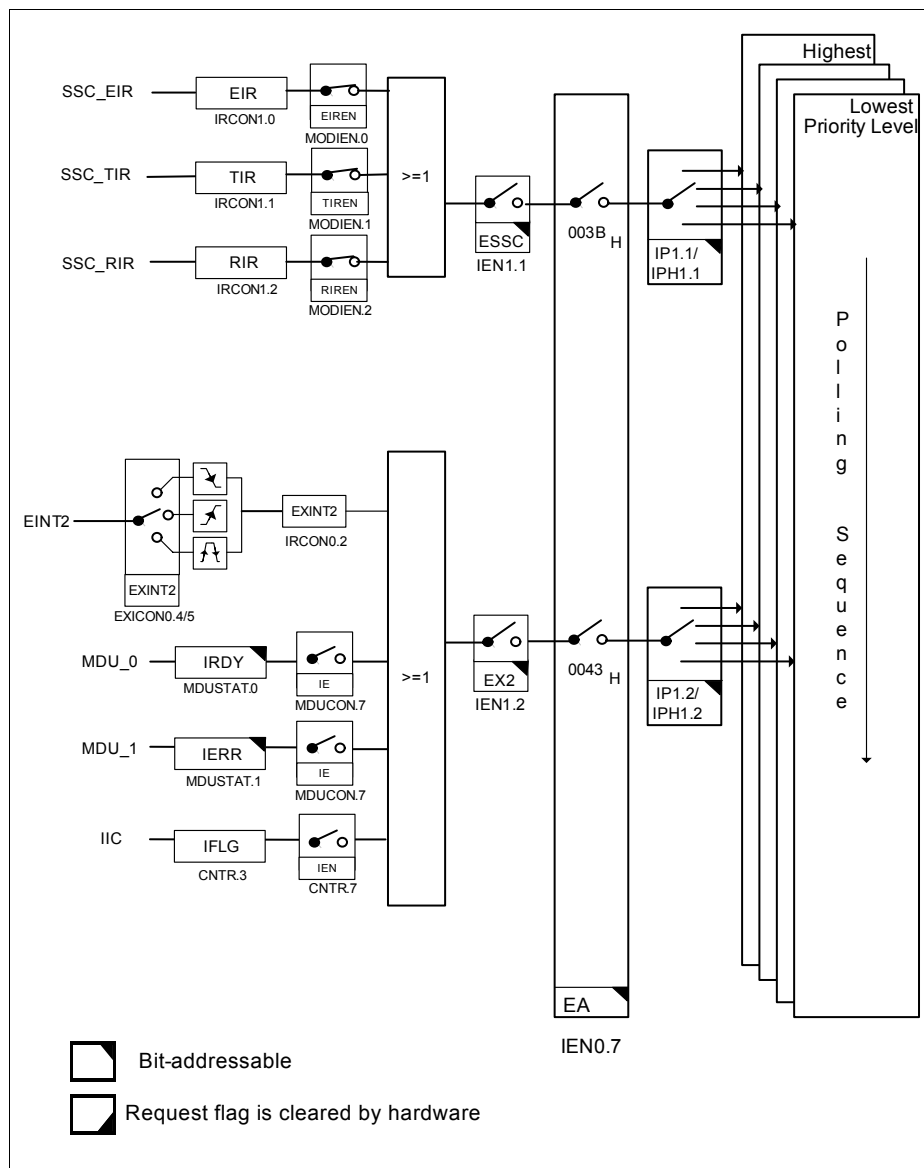 Highest
Lowest
Priority Level
SSC_EIR
EIR
IRCON1.0
EIREN
MODIEN.0
SSC_TIR
TIR
IRCON1.1
TIREN
MODIEN.1
SSC_RIR
RIR
IRCON1.2
RIREN
MODIEN.2
>=1
ESSC
IEN1.1
003B H
IP1.1/
IPH1.1
Polling Sequence
EINT2
EXINT2
EXICON0.4/5
EXINT2
IRCON0.2
MDU_0
IRDY
MDUSTAT.0
IE
MDUCON.7
MDU_1
IERR
MDUSTAT.1
IE
MDUCON.7
IIC
IFLG
CNTR.3
IEN
CNTR.7
>=1
EX2
IEN1.2
0043 H
IP1.2/
IPH1.2
EA
IEN0.7
Bit-addressable
Request flag is cleared by hardware